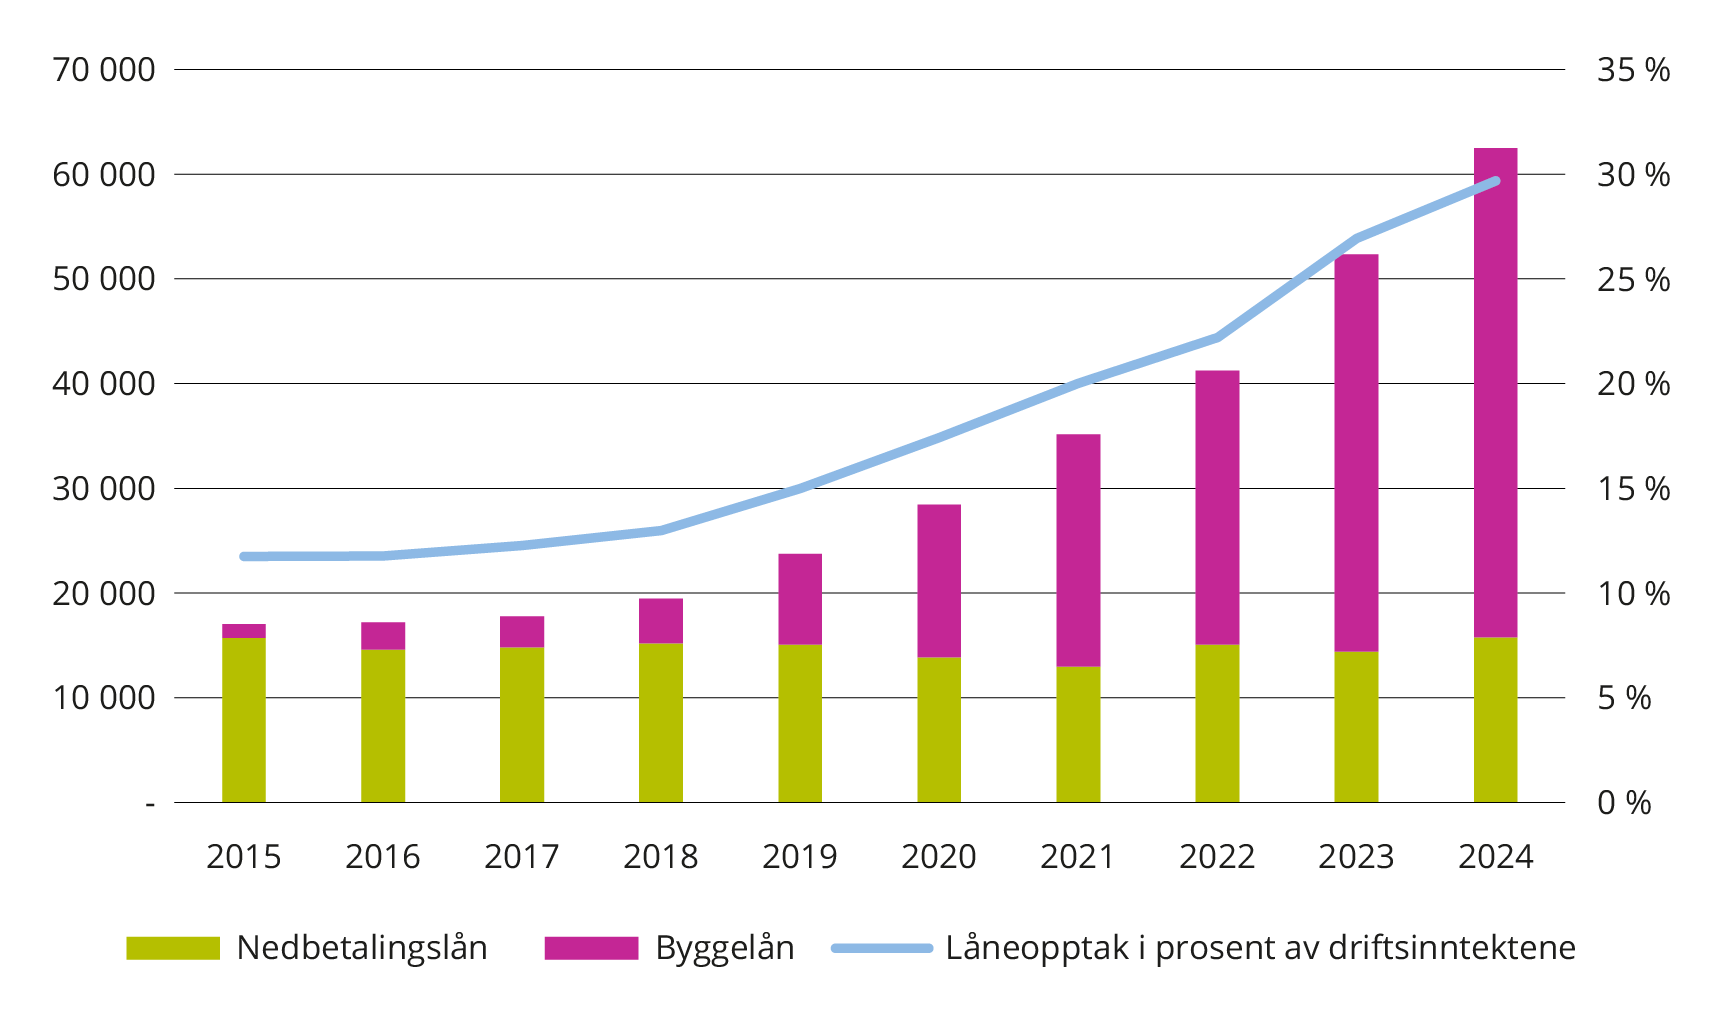 70 000 35 %
60 000 30 %
50 000 25 %
40 000 20 %
30 000 15 %
20 000 10 %
10 000 5 %
- 0 %
2015 2016 2017 2018 2019 2020 2021 2022 2023 2024
Nedbetalingslån Byggelån Låneopptak i prosent av driftsinntektene